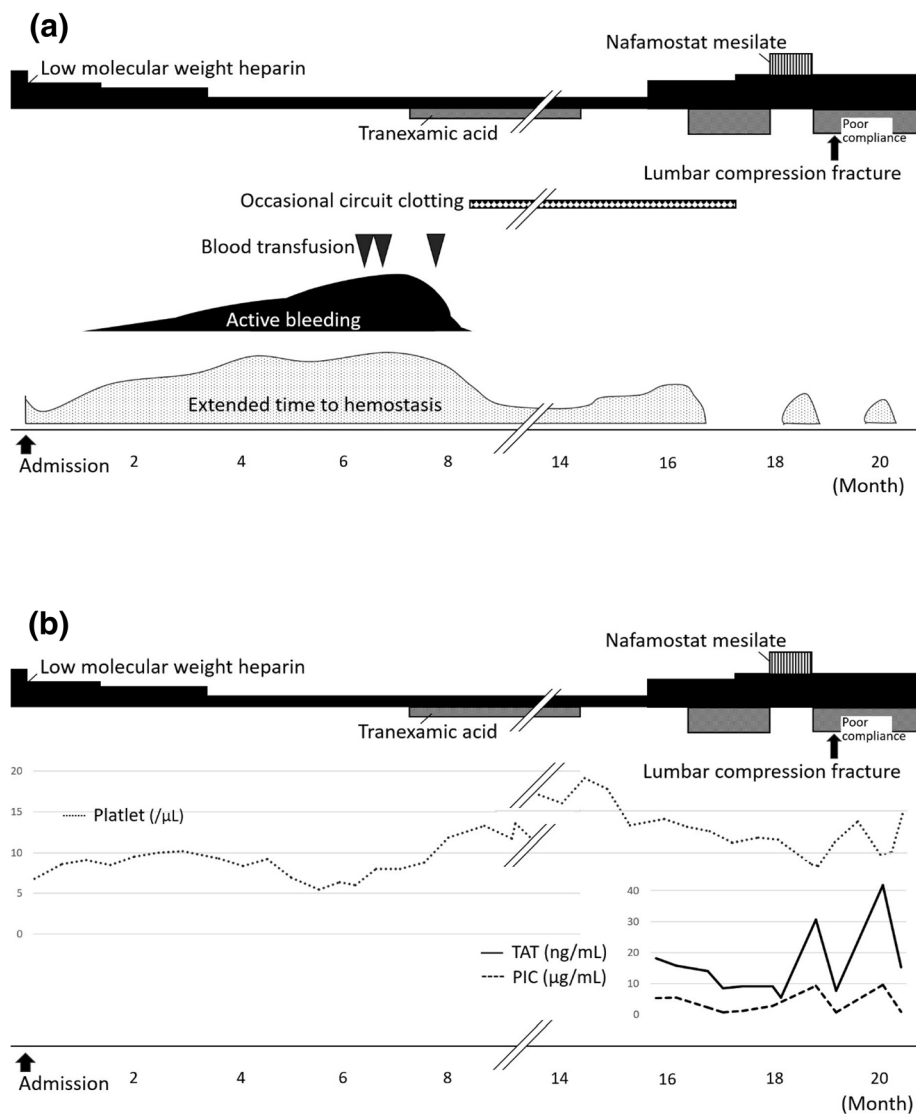 (a)
Nafamostat mesilate
Low molecular weight heparin
Tranexamic acid
Poor
compliance
Lumbar compression fracture
Occasional circuit clotting
Blood transfusion
Active bleeding
Extended time to hemostasis
Admission
2 4 6 8 14 16 18 20
(Month)
(b)
Nafamostat mesilate
Low molecular weight heparin
Tranexamic acid
Poor
compliance
Lumbar compression fracture
20
15
Platlet (/μL)
10
5
0
40
30
20
10
0
TAT (ng/mL)
PIC (μg/mL)
Admission
2 4 6 8 14 16 18 20
(Month)